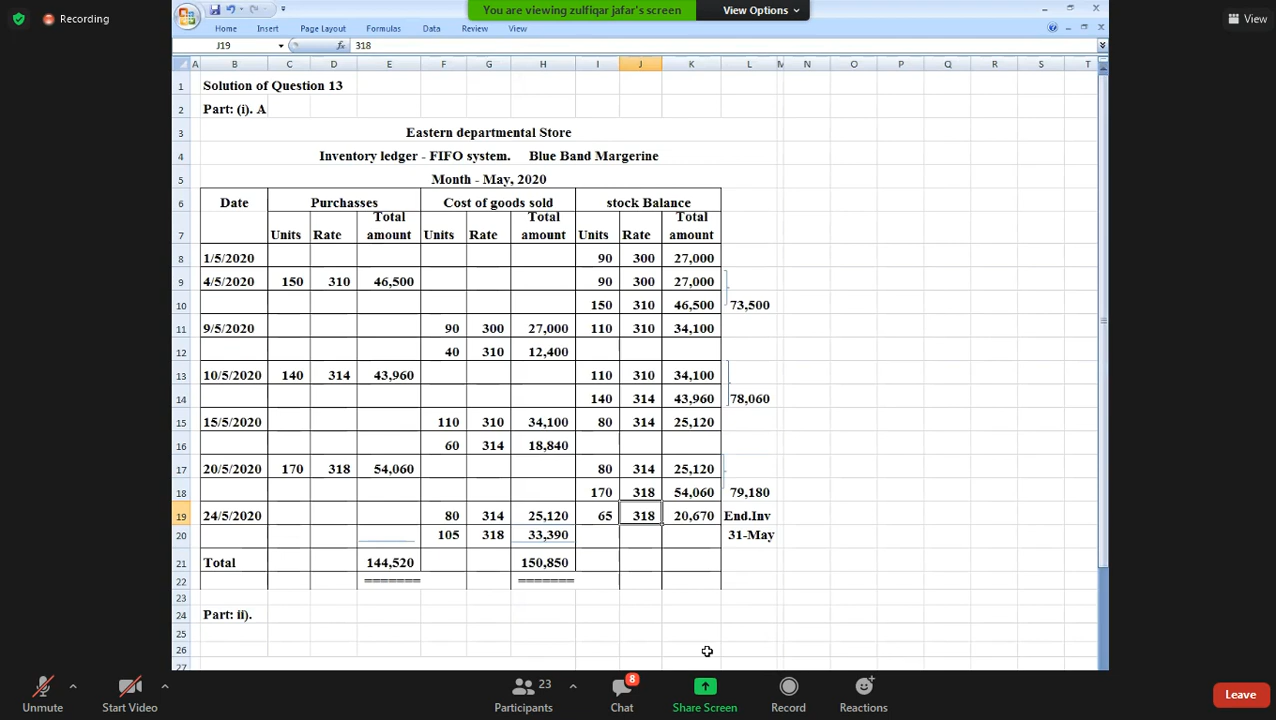 You are viewing zulfiqar jafar's screen View Options
Recording
View
Home Insert Page Layout Formulas Data Review View
J19 fx 318
A B C D E F G H I J K L M N O P Q R S T
1 Solution of Question 13
2 Part: (i). A
3 Eastern departmental Store
4 Inventory ledger - FIFO system. Blue Band Margerine
5 Month - May, 2020
6 Date Purchasses Cost of goods sold stock Balance
Total Total Total
7 Units Rate amount Units Rate amount Units Rate amount
8 1/5/2020 90 300 27,000
9 4/5/2020 150 310 46,500 90 300 27,000
10 150 310 46,500 73,500
11 9/5/2020 90 300 27,000 110 310 34,100
12 40 310 12,400
13 10/5/2020 140 314 43,960 110 310 34,100
14 140 314 43,960 78,060
15 15/5/2020 110 310 34,100 80 314 25,120
16 60 314 18,840
17 20/5/2020 170 318 54,060 80 314 25,120
18 170 318 54,060 79,180
19 24/5/2020 80 314 25,120 65 318 20,670 End.Inv
20 105 318 33,390 31-May
21 Total 144,520 150,850
22 ======= =======
23
24 Part: ii).
25
26
27
8 23
Unmute Start Video Participants Chat Share Screen Record Reactions Leave